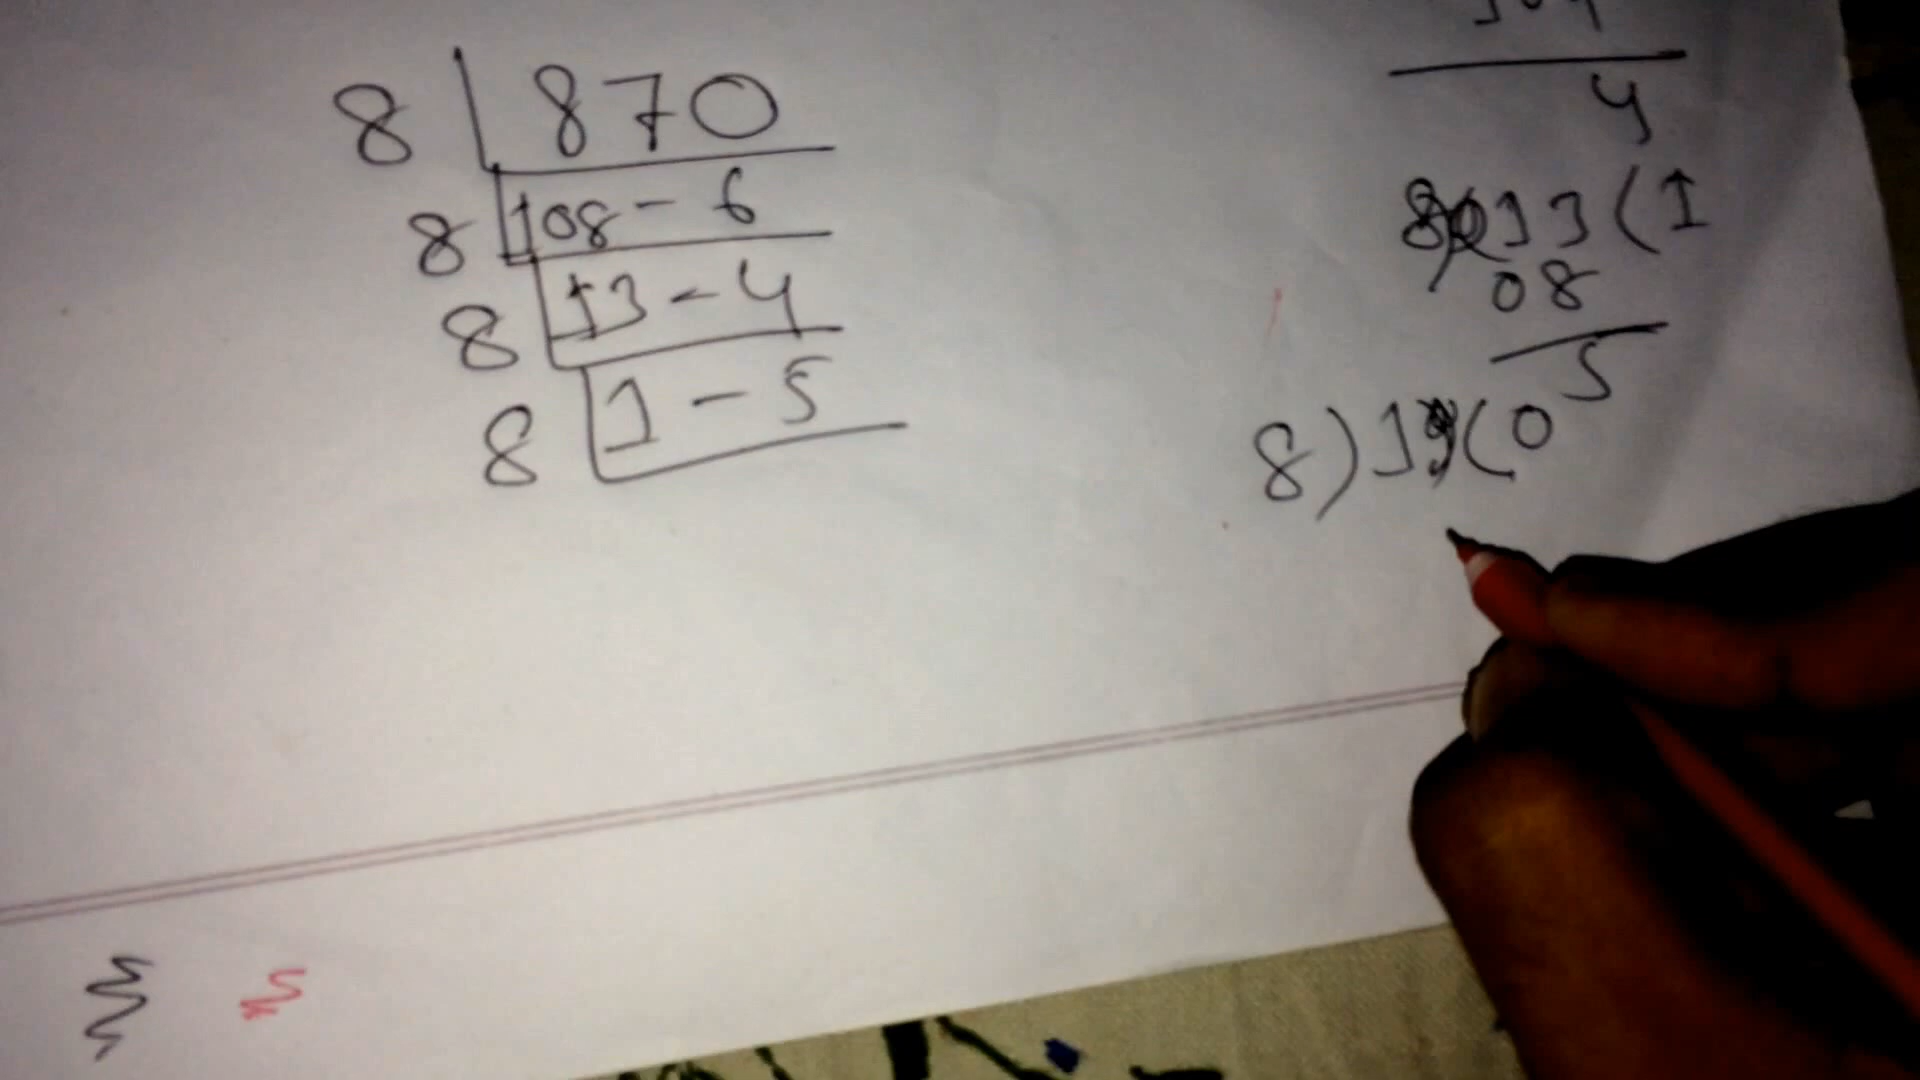 8 | 870
8 | 108 - 6
8 | 13 - 4
8 | 1 - 5
4
8 ) 13 ( 1
08
5
8 ) 1 ( 0